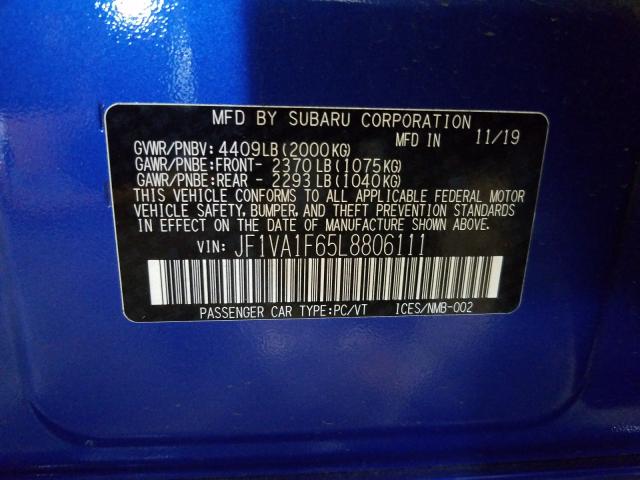 MFD BY SUBARU CORPORATION
MFD IN 11/19
GVWR/PNBV: 4409LB(2000KG)
GAWR/PNBE:FRONT- 2370LB(1075KG)
GAWR/PNBE:REAR - 2293LB(1040KG)
THIS VEHICLE CONFORMS TO ALL APPLICABLE FEDERAL MOTOR
VEHICLE SAFETY, BUMPER, AND THEFT PREVENTION STANDARDS
IN EFFECT ON THE DATE OF MANUFACTURE SHOWN ABOVE.
VIN: JF1VA1F65L8806111
PASSENGER CAR TYPE:PC/VT ICES/NMB-002